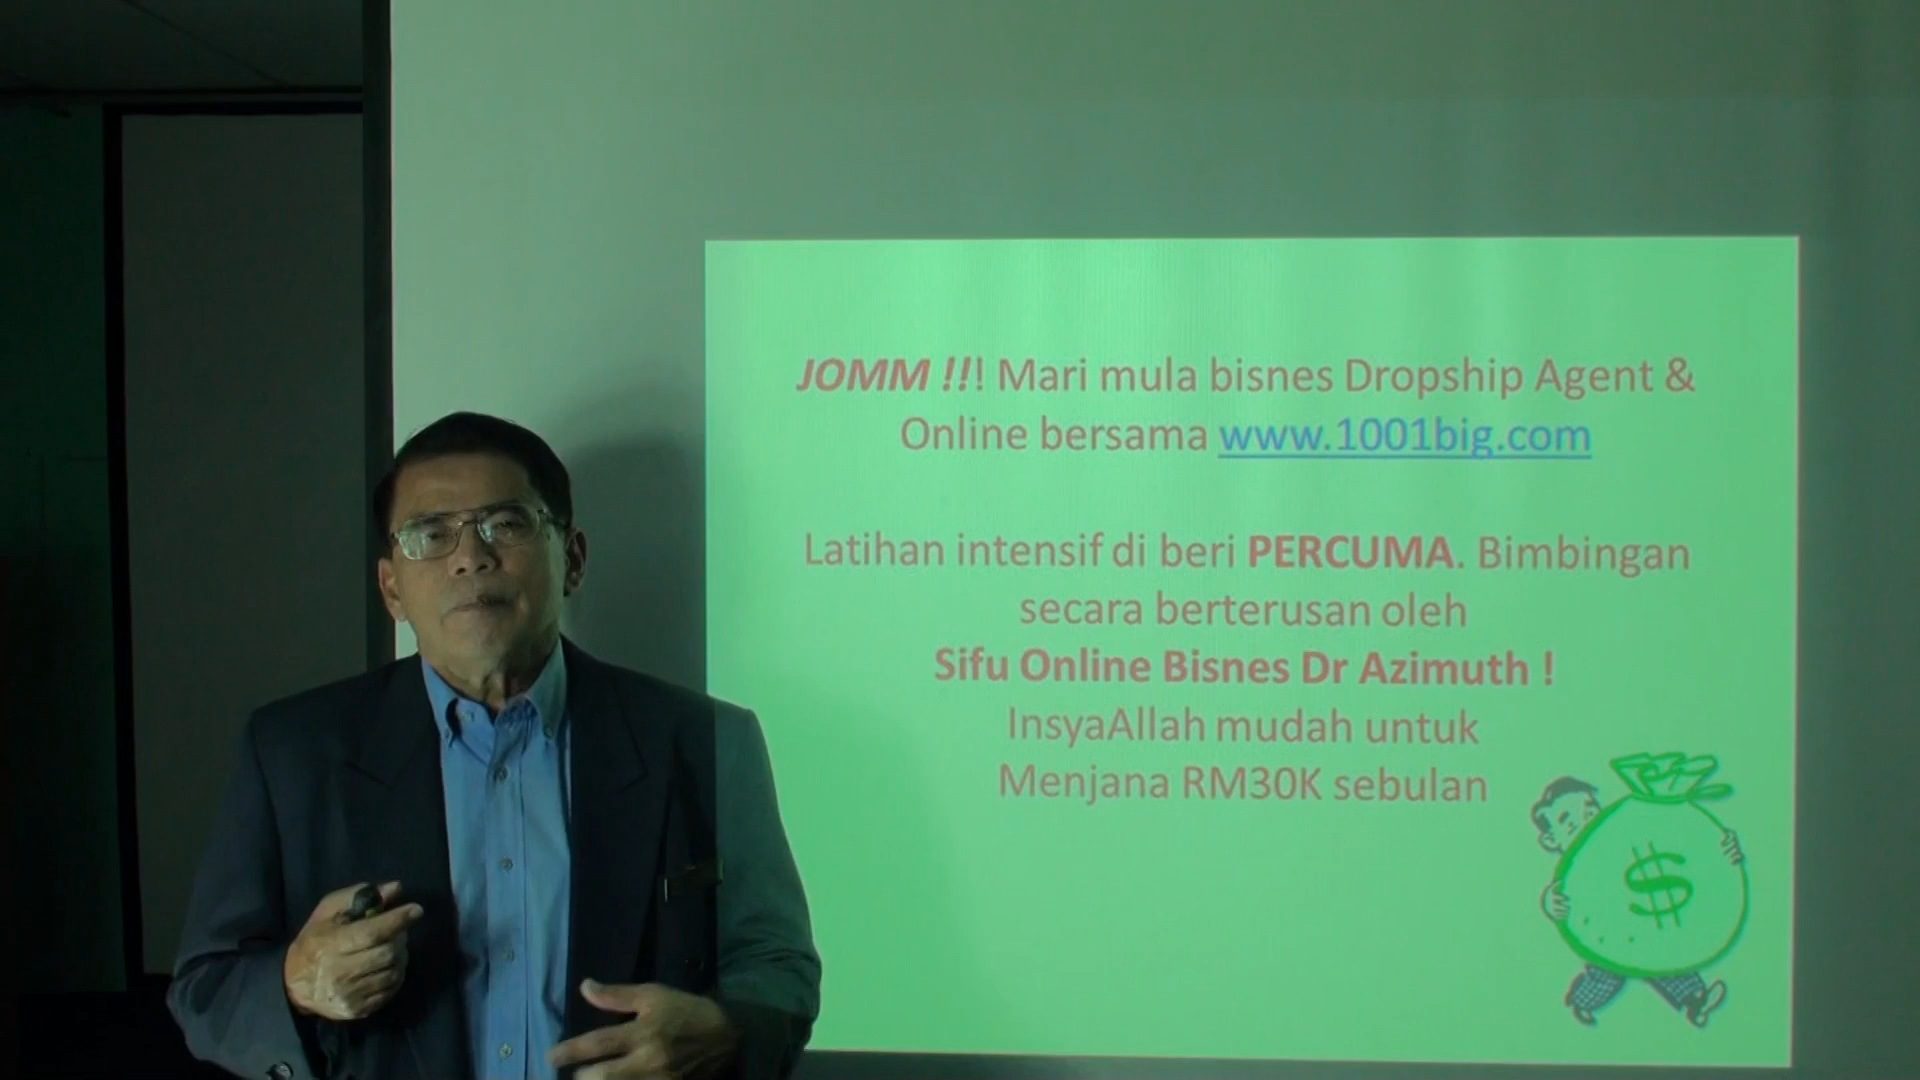 JOMM !!! Mari mula bisnes Dropship Agent &
Online bersama www.1001big.com
Latihan intensif di beri PERCUMA. Bimbingan
secara berterusan oleh
Sifu Online Bisnes Dr Azimuth !
InsyaAllah mudah untuk
Menjana RM30K sebulan
$